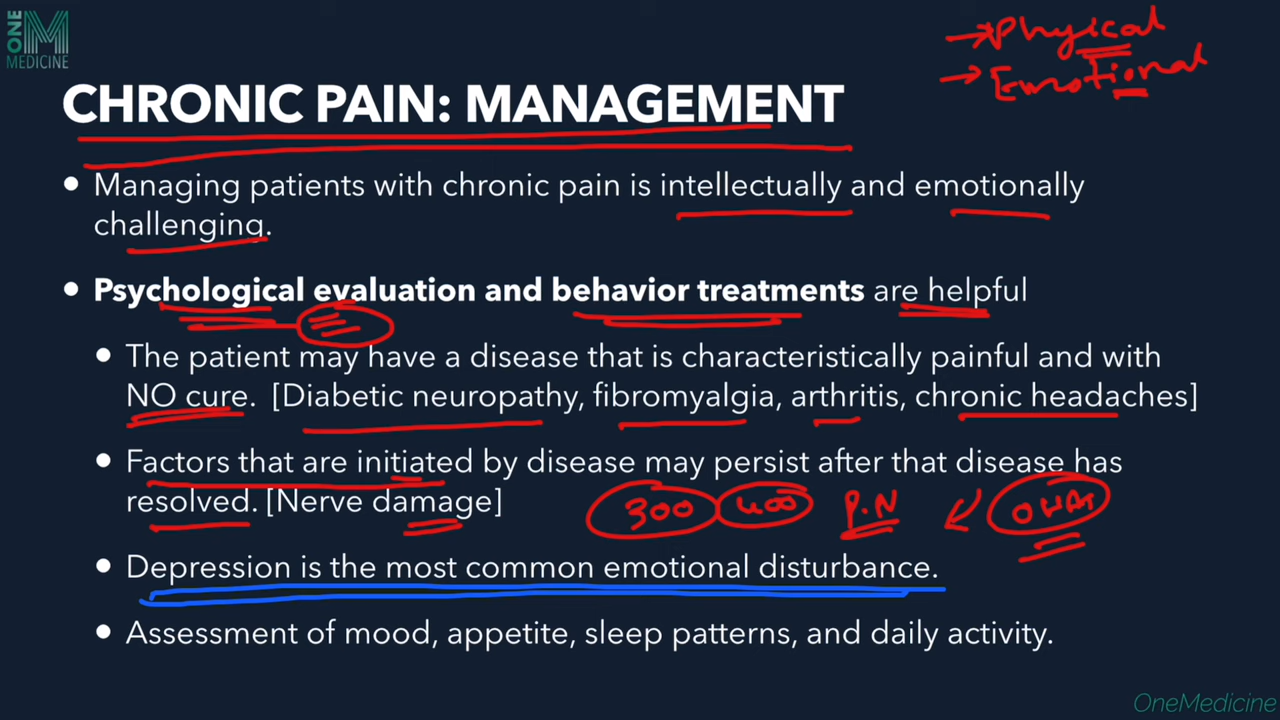 ONE
MEDICINE
→Physical
→Emotional
CHRONIC PAIN: MANAGEMENT
• Managing patients with chronic pain is intellectually and emotionally
challenging.
• Psychological evaluation and behavior treatments are helpful
• The patient may have a disease that is characteristically painful and with
NO cure. [Diabetic neuropathy, fibromyalgia, arthritis, chronic headaches]
• Factors that are initiated by disease may persist after that disease has
resolved. [Nerve damage]
300 400 P.N
• Depression is the most common emotional disturbance.
• Assessment of mood, appetite, sleep patterns, and daily activity.
OneMedicine